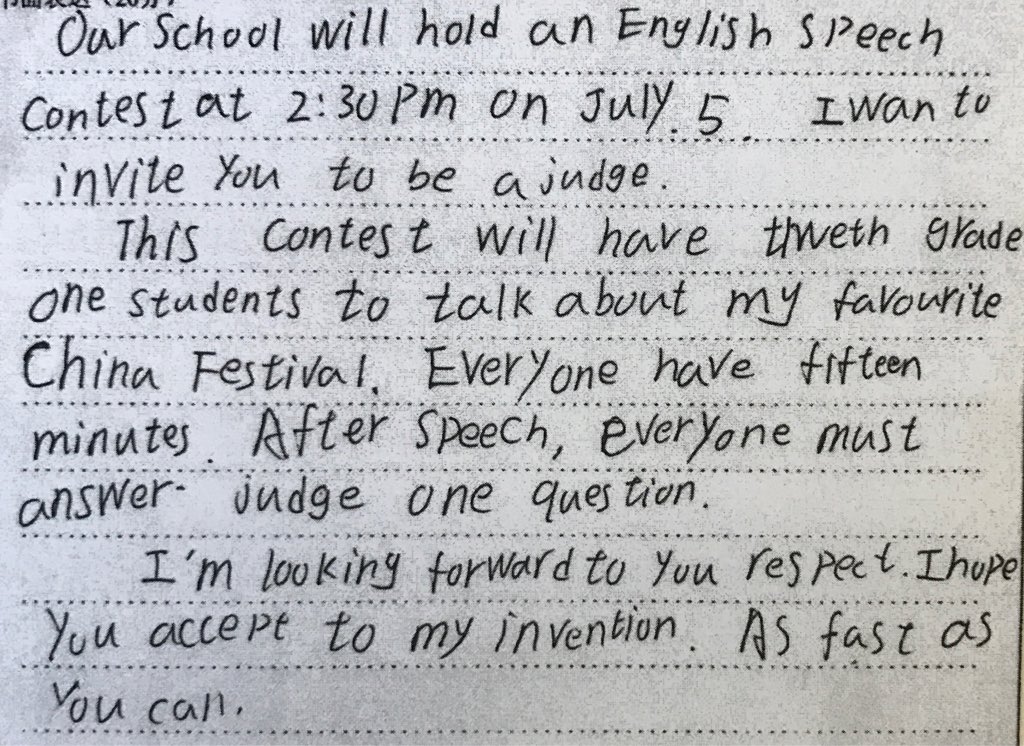 Our School will hold an English speech
Contest at 2:30 Pm on July. 5. I wan to
invite you to be a judge.
This Contest will have thweth grade
one students to talk about my favourite
China Festival. Everyone have fifteen
minutes. After speech, everyone must
answer judge one question.
I'm looking forward to you respect. I hope
you accept to my invention. As fast as
you can.